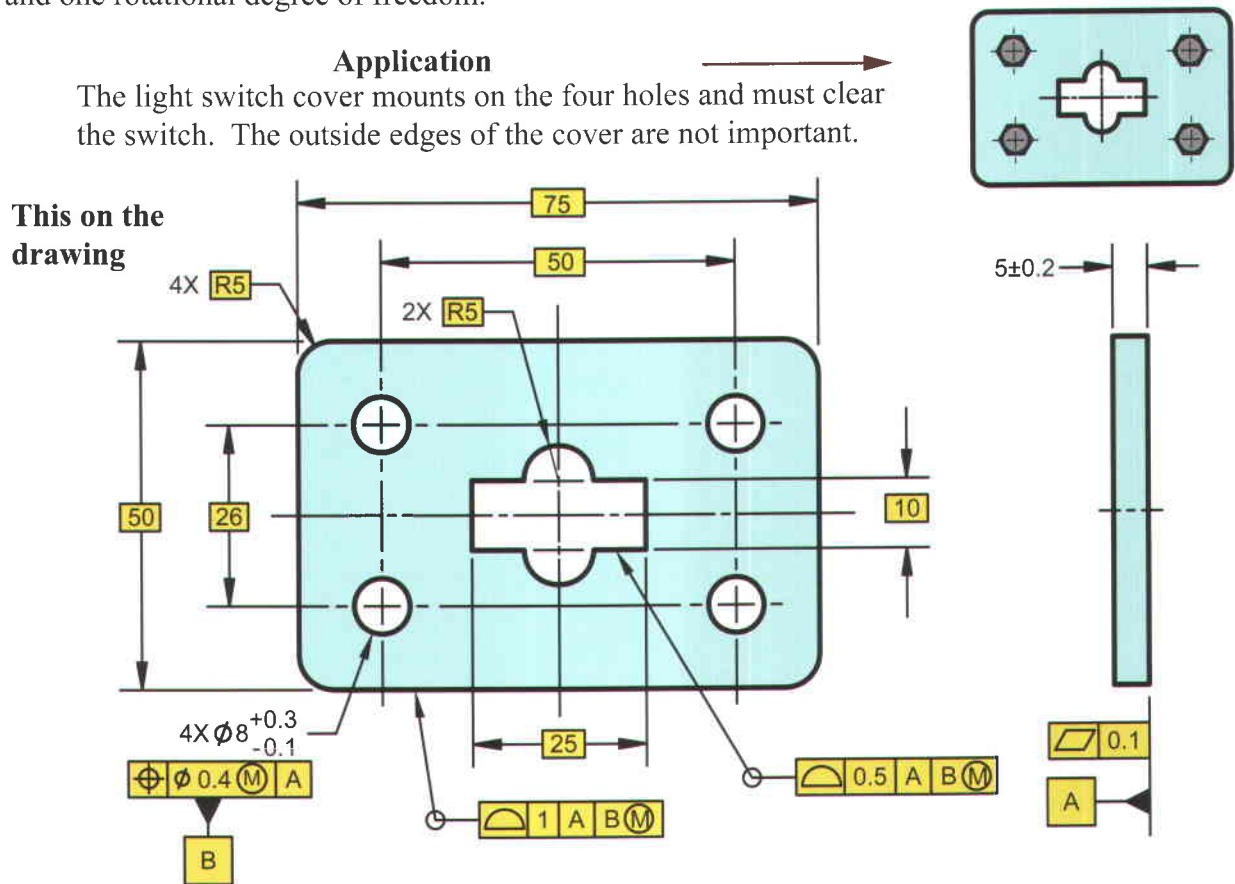 and one rotational degree of freedom.
Application
The light switch cover mounts on the four holes and must clear
the switch. The outside edges of the cover are not important.
This on the
drawing
75
50
5±0.2
4X R5
2X R5
50
26
10
4X Ø8 +0.3
-0.1
25
⌖ Ø 0.4 Ⓜ A
B
⌓ 1 A B Ⓜ
⌓ 0.5 A B Ⓜ
⏥ 0.1
A